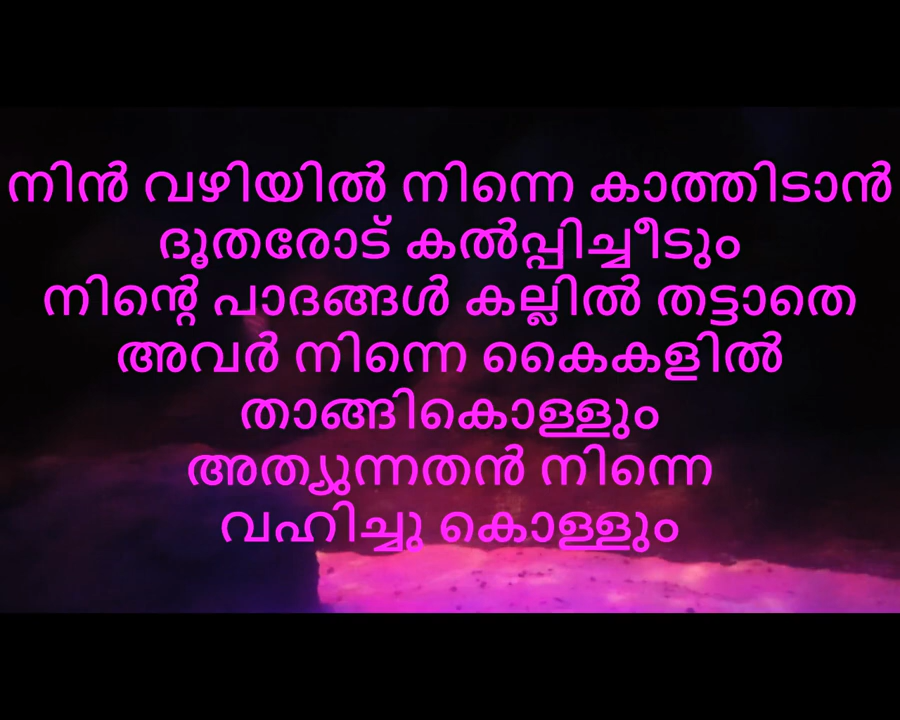 നിൻ വഴിയിൽ നിന്നെ കാത്തിടാൻ
ദൂതരോട് കൽപ്പിച്ചീടും
നിന്റെ പാദങ്ങൾ കല്ലിൽ തട്ടാതെ
അവർ നിന്നെ കൈകളിൽ
താങ്ങികൊള്ളും
അത്യുന്നതൻ നിന്നെ
വഹിച്ചു കൊള്ളും